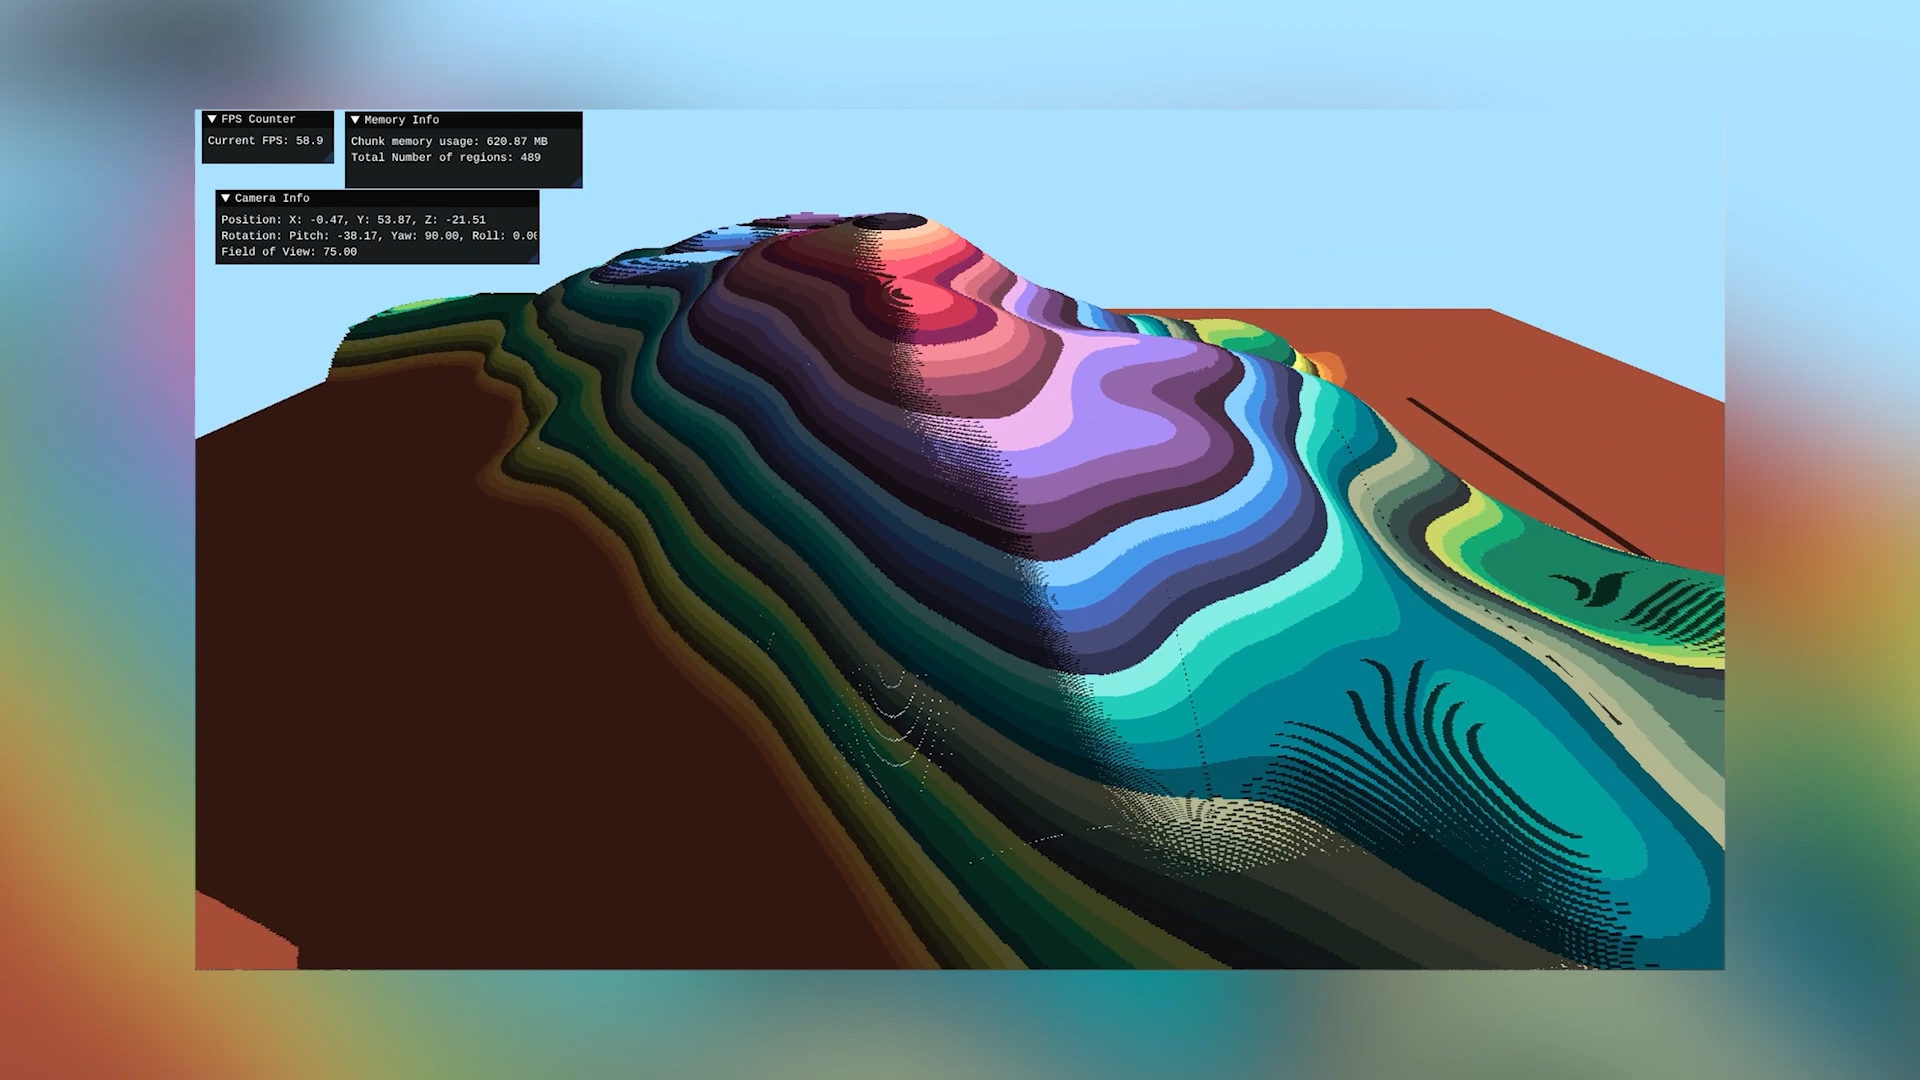 FPS Counter
Current FPS: 58.9
Memory Info
Chunk memory usage: 620.87 MB
Total Number of regions: 489
Camera Info
Position: X: -0.47, Y: 53.87, Z: -21.51
Rotation: Pitch: -38.17, Yaw: 90.00, Roll: 0.00
Field of View: 75.00